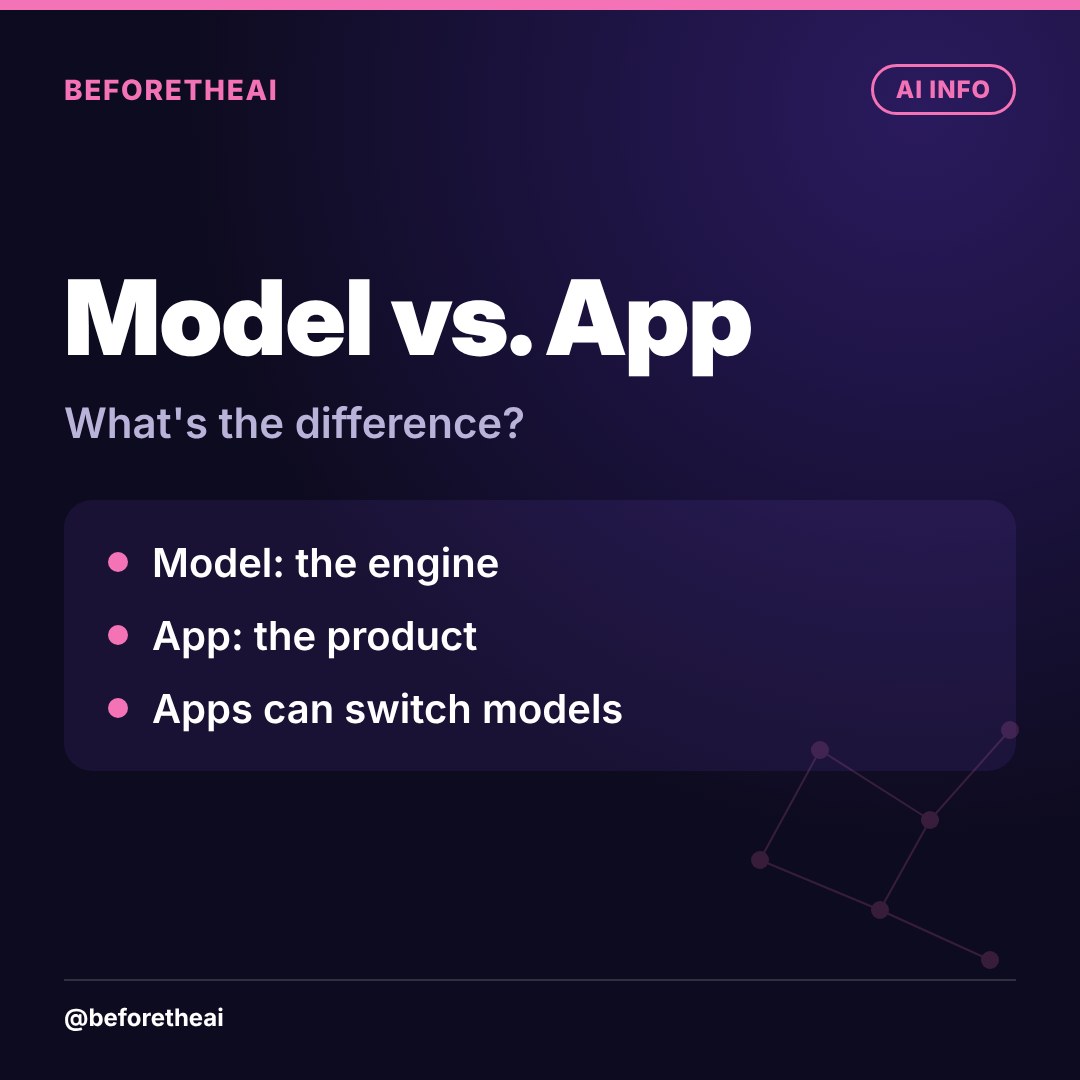 BEFORETHEAI
AI INFO
Model vs. App
What's the difference?
Model: the engine
App: the product
Apps can switch models
@beforetheai